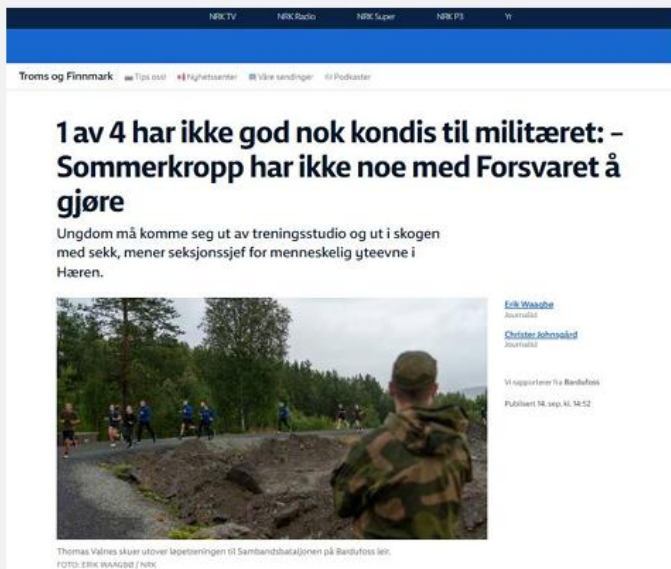 NRK TV NRK Radio NRK Super NRK P3 Yr
Troms og Finnmark Tips oss! Nyhetssenter Våre sendinger Podkaster
1 av 4 har ikke god nok kondis til militæret: –
Sommerkropp har ikke noe med Forsvaret å
gjøre
Ungdom må komme seg ut av treningsstudio og ut i skogen
med sekk, mener seksjonssjef for menneskelig yteevne i
Hæren.
Erik Waagbø
Journalist
Christer Johnsgård
Journalist
Vi rapporterer fra Bardufoss
Publisert 14. sep. kl. 14:52
Thomas Valnes skuer utover løpetreningen til Sambandsbataljonen på Bardufoss leir.
FOTO: ERIK WAAGBØ / NRK